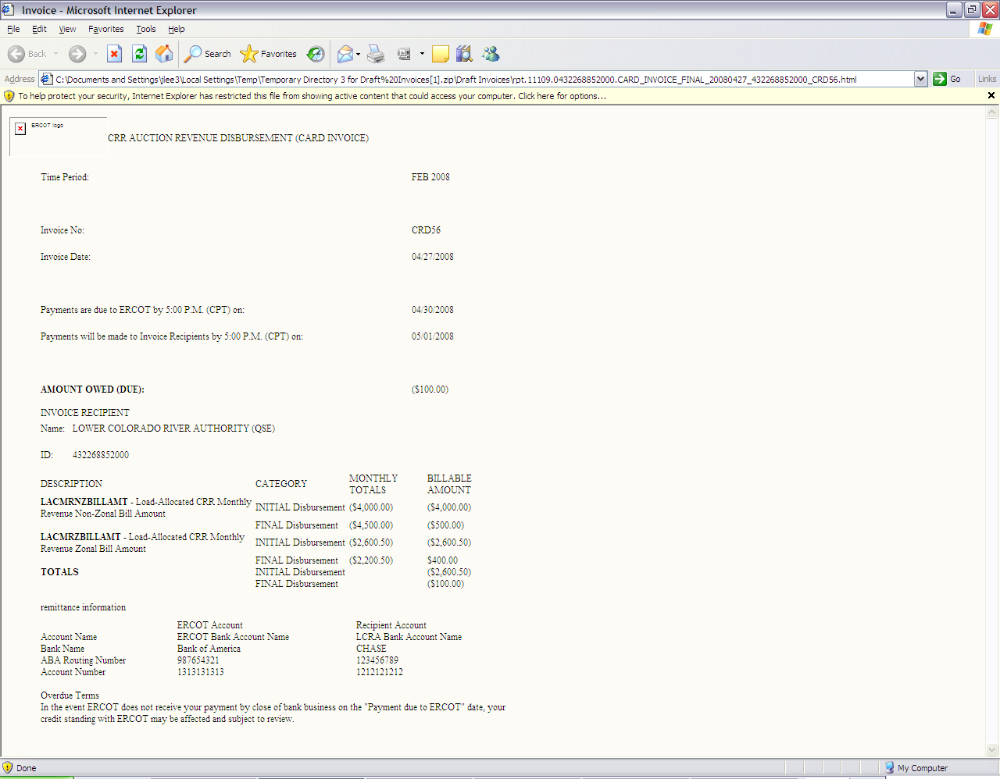 Invoice - Microsoft Internet Explorer
File Edit View Favorites Tools Help
Back Search Favorites
Address C:\Documents and Settings\jlee3\Local Settings\Temp\Temporary Directory 3 for Draft%20Invoices[1].zip\Draft Invoices\rpt.11109.0432268852000.CARD_INVOICE_FINAL_20080427_432268852000_CRD56.html Go Links
To help protect your security, Internet Explorer has restricted this file from showing active content that could access your computer. Click here for options...
ERCOT logo
CRR AUCTION REVENUE DISBURSEMENT (CARD INVOICE)
Time Period: FEB 2008
Invoice No: CRD56
Invoice Date: 04/27/2008
Payments are due to ERCOT by 5:00 P.M. (CPT) on: 04/30/2008
Payments will be made to Invoice Recipients by 5:00 P.M. (CPT) on: 05/01/2008
AMOUNT OWED (DUE): ($100.00)
INVOICE RECIPIENT
Name: LOWER COLORADO RIVER AUTHORITY (QSE)
ID: 432268852000
DESCRIPTION CATEGORY MONTHLY TOTALS BILLABLE AMOUNT
LACMRNZBILLAMT - Load-Allocated CRR Monthly
Revenue Non-Zonal Bill Amount INITIAL Disbursement ($4,000.00) ($4,000.00)
FINAL Disbursement ($4,500.00) ($500.00)
LACMRZBILLAMT - Load-Allocated CRR Monthly
Revenue Zonal Bill Amount INITIAL Disbursement ($2,600.50) ($2,600.50)
FINAL Disbursement ($2,200.50) $400.00
TOTALS INITIAL Disbursement ($2,600.50)
FINAL Disbursement ($100.00)
remittance information
ERCOT Account Recipient Account
Account Name ERCOT Bank Account Name LCRA Bank Account Name
Bank Name Bank of America CHASE
ABA Routing Number 987654321 123456789
Account Number 1313131313 1212121212
Overdue Terms
In the event ERCOT does not receive your payment by close of bank business on the "Payment due to ERCOT" date, your
credit standing with ERCOT may be affected and subject to review.
Done My Computer